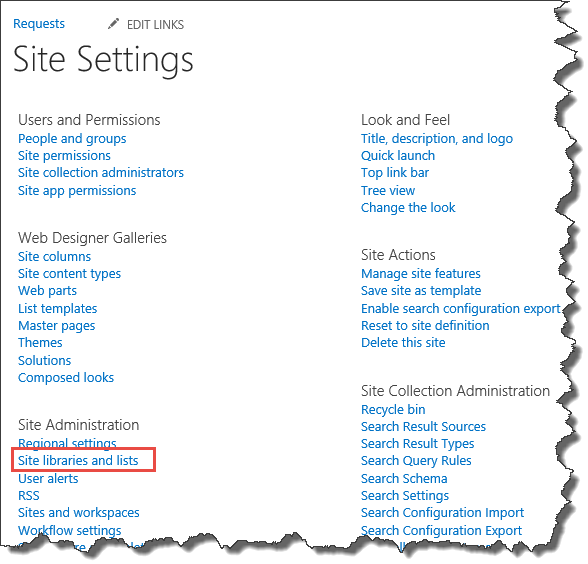 Requests
EDIT LINKS
Site Settings
Users and Permissions
People and groups
Site permissions
Site collection administrators
Site app permissions
Web Designer Galleries
Site columns
Site content types
Web parts
List templates
Master pages
Themes
Solutions
Composed looks
Site Administration
Regional settings
Site libraries and lists
User alerts
RSS
Sites and workspaces
Workflow settings
Look and Feel
Title, description, and logo
Quick launch
Top link bar
Tree view
Change the look
Site Actions
Manage site features
Save site as template
Enable search configuration export
Reset to site definition
Delete this site
Site Collection Administration
Recycle bin
Search Result Sources
Search Result Types
Search Query Rules
Search Schema
Search Settings
Search Configuration Import
Search Configuration Export